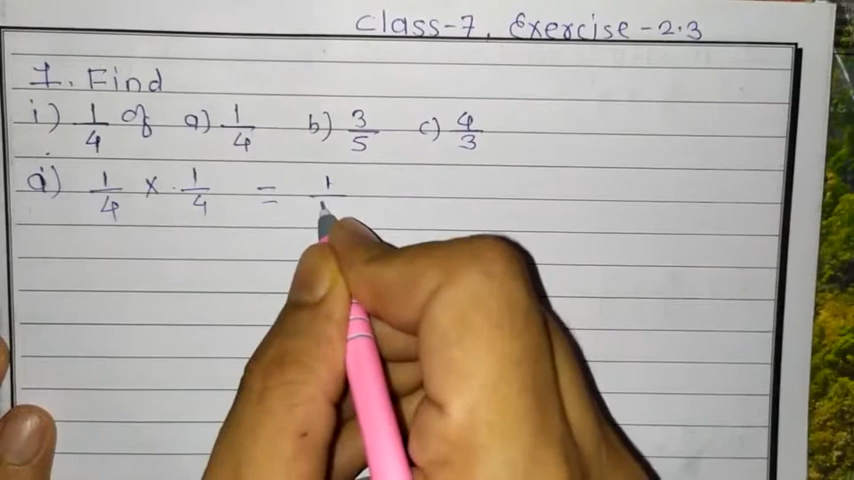 Class-7, Exercise-2.3
1. Find
i) 1/4 of a) 1/4 b) 3/5 c) 4/3
a) 1/4 × 1/4 = 1/